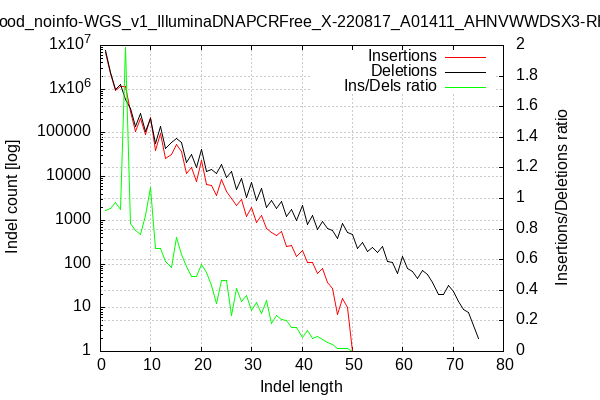 ood_noinfo-WGS_v1_IlluminaDNAPCRFree_X-220817_A01411_AHNVWWDSX3-RE
Insertions
Deletions
Ins/Dels ratio
Indel count [log]
1x10^7
1x10^6
100000
10000
1000
100
10
1
Insertions/Deletions ratio
2
1.8
1.6
1.4
1.2
1
0.8
0.6
0.4
0.2
0
0 10 20 30 40 50 60 70 80
Indel length